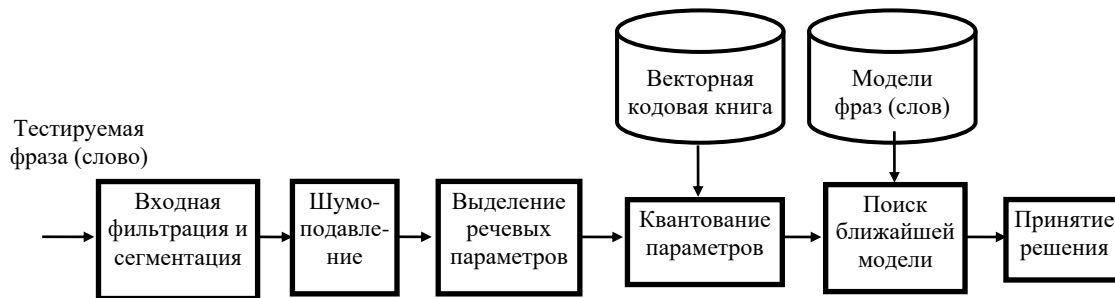 Векторная
кодовая книга
Модели
фраз (слов)
Тестируемая
фраза (слово)
Входная
фильтрация и
сегментация
Шумо-
подавле-
ние
Выделение
речевых
параметров
Квантование
параметров
Поиск
ближайшей
модели
Принятие
решения